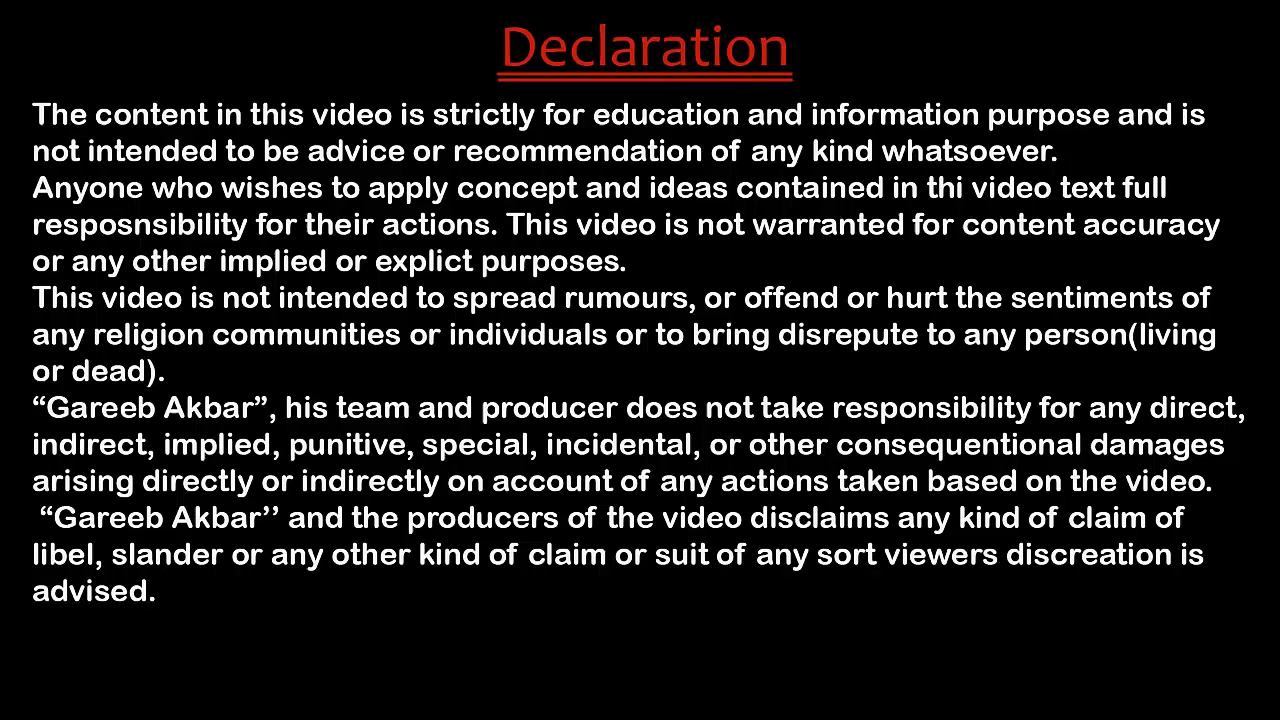 Declaration
The content in this video is strictly for education and information purpose and is
not intended to be advice or recommendation of any kind whatsoever.
Anyone who wishes to apply concept and ideas contained in thi video text full
resposnsibility for their actions. This video is not warranted for content accuracy
or any other implied or explict purposes.
This video is not intended to spread rumours, or offend or hurt the sentiments of
any religion communities or individuals or to bring disrepute to any person(living
or dead).
“Gareeb Akbar”, his team and producer does not take responsibility for any direct,
indirect, implied, punitive, special, incidental, or other consequentional damages
arising directly or indirectly on account of any actions taken based on the video.
“Gareeb Akbar’’ and the producers of the video disclaims any kind of claim of
libel, slander or any other kind of claim or suit of any sort viewers discreation is
advised.